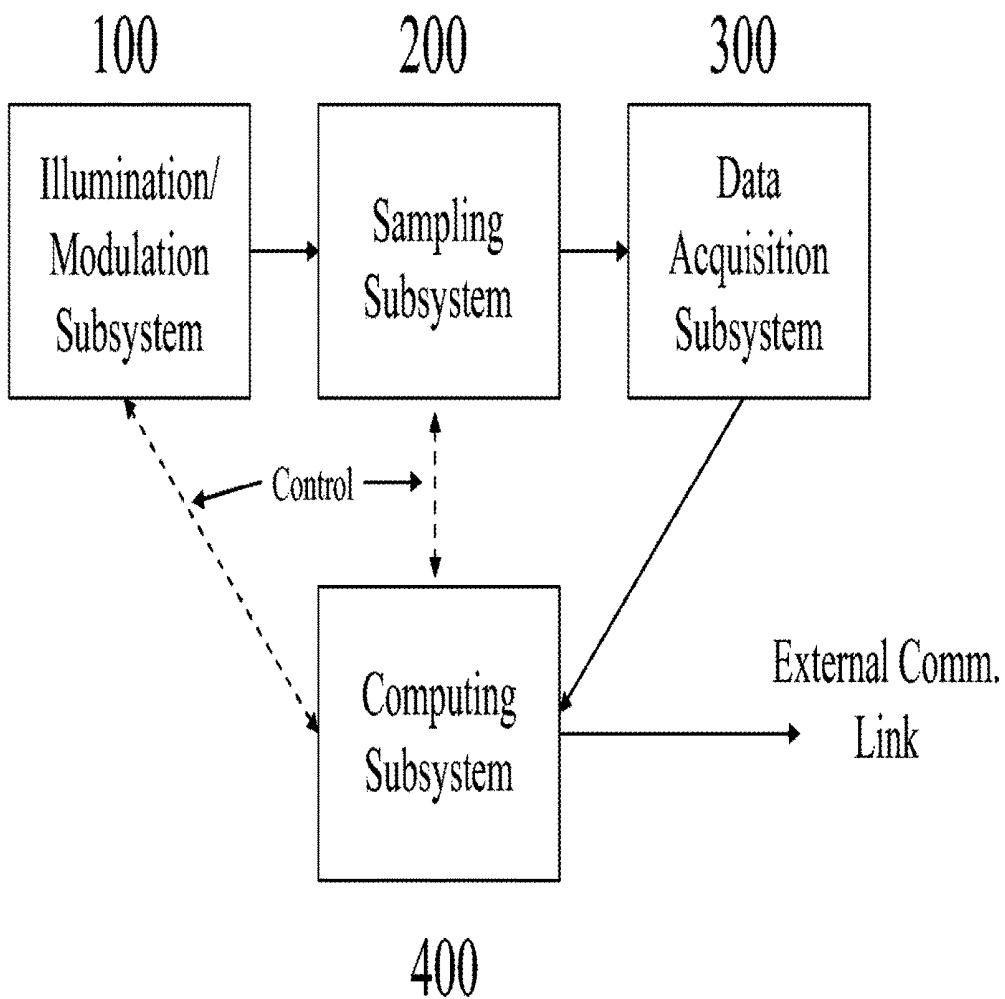 100
200
300
Illumination/
Modulation
Subsystem
Sampling
Subsystem
Data
Acquisition
Subsystem
Control
Computing
Subsystem
External Comm.
Link
400